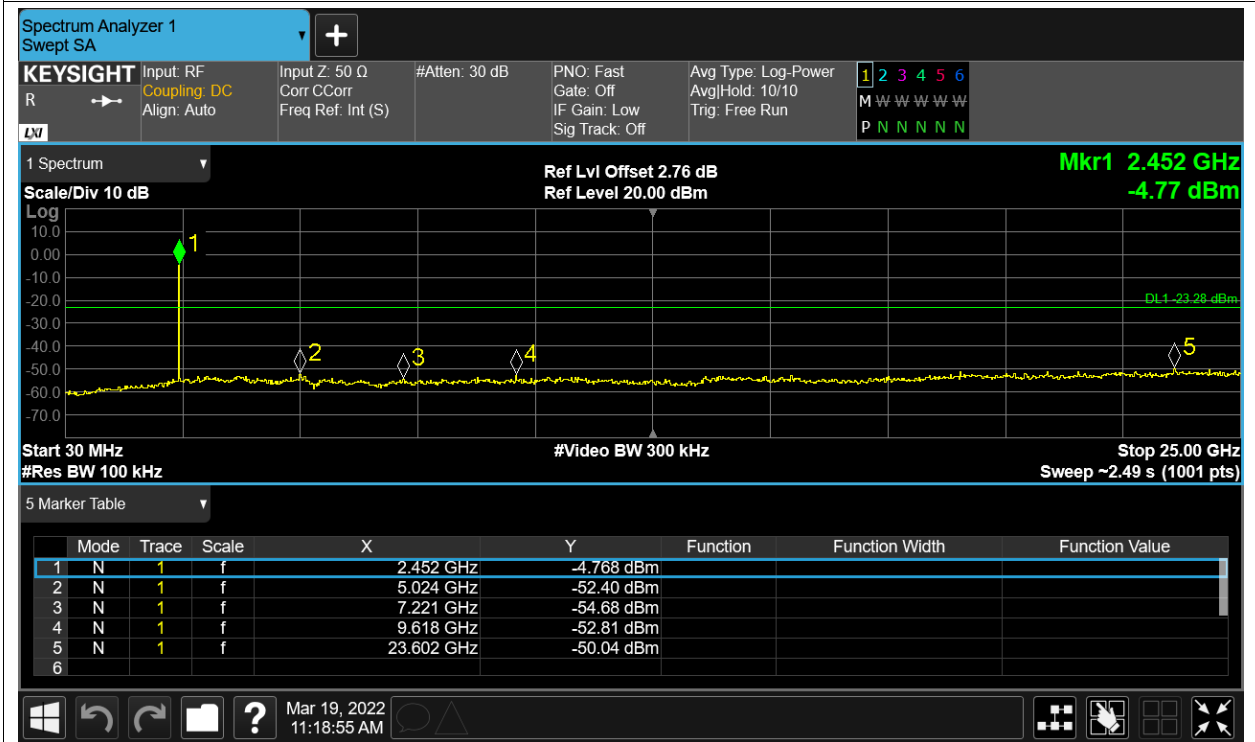 Spectrum Analyzer 1
Swept SA
+
KEYSIGHT
R
LXI
Input: RF
Coupling: DC
Align: Auto
Input Z: 50 Ω
Corr CCorr
Freq Ref: Int (S)
#Atten: 30 dB
PNO: Fast
Gate: Off
IF Gain: Low
Sig Track: Off
Avg Type: Log-Power
Avg|Hold: 10/10
Trig: Free Run
1 2 3 4 5 6
M W W W W W
P N N N N N
1 Spectrum
Scale/Div 10 dB
Ref Lvl Offset 2.76 dB
Ref Level 20.00 dBm
Mkr1 2.452 GHz
-4.77 dBm
Log
10.0
0.00
-10.0
-20.0
-30.0
-40.0
-50.0
-60.0
-70.0
1
2
3
4
5
DL1 -23.28 dBm
Start 30 MHz
#Res BW 100 kHz
#Video BW 300 kHz
Stop 25.00 GHz
Sweep ~2.49 s (1001 pts)
5 Marker Table
Mode Trace Scale X Y Function Function Width Function Value
1 N 1 f 2.452 GHz -4.768 dBm
2 N 1 f 5.024 GHz -52.40 dBm
3 N 1 f 7.221 GHz -54.68 dBm
4 N 1 f 9.618 GHz -52.81 dBm
5 N 1 f 23.602 GHz -50.04 dBm
6
?
Mar 19, 2022
11:18:55 AM